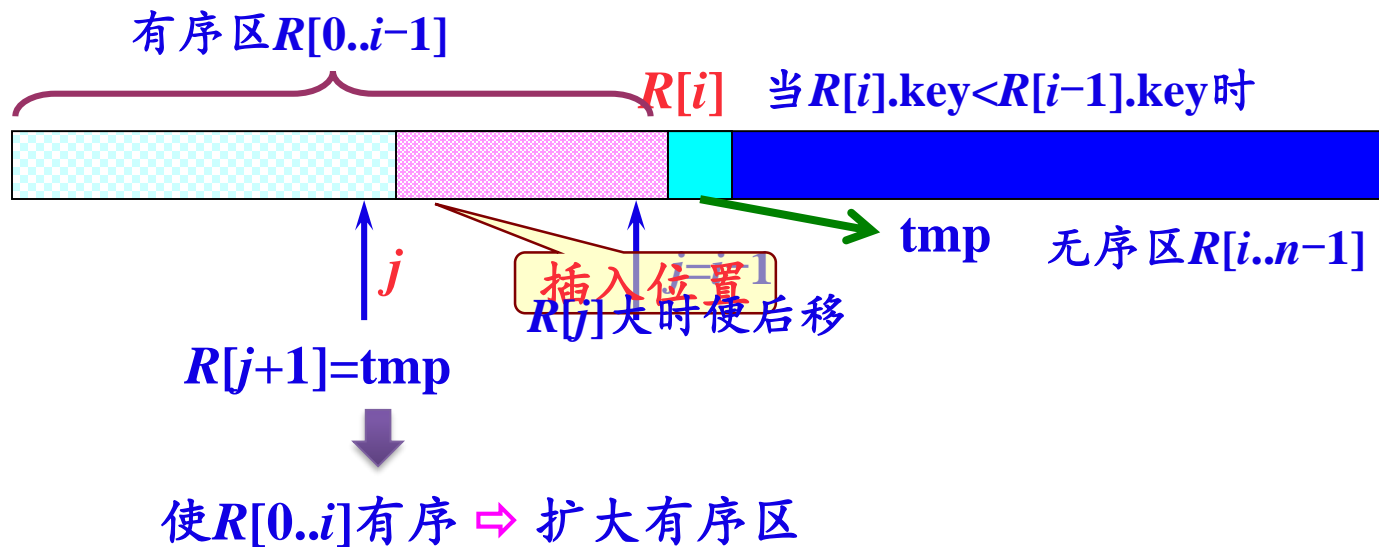 有序区R[0..i−1]
R[i] 当R[i].key<R[i−1].key时
tmp 无序区R[i..n−1]
j
插入位置
j=i−1
R[j]大时便后移
R[j+1]=tmp
使R[0..i]有序 ⇨ 扩大有序区